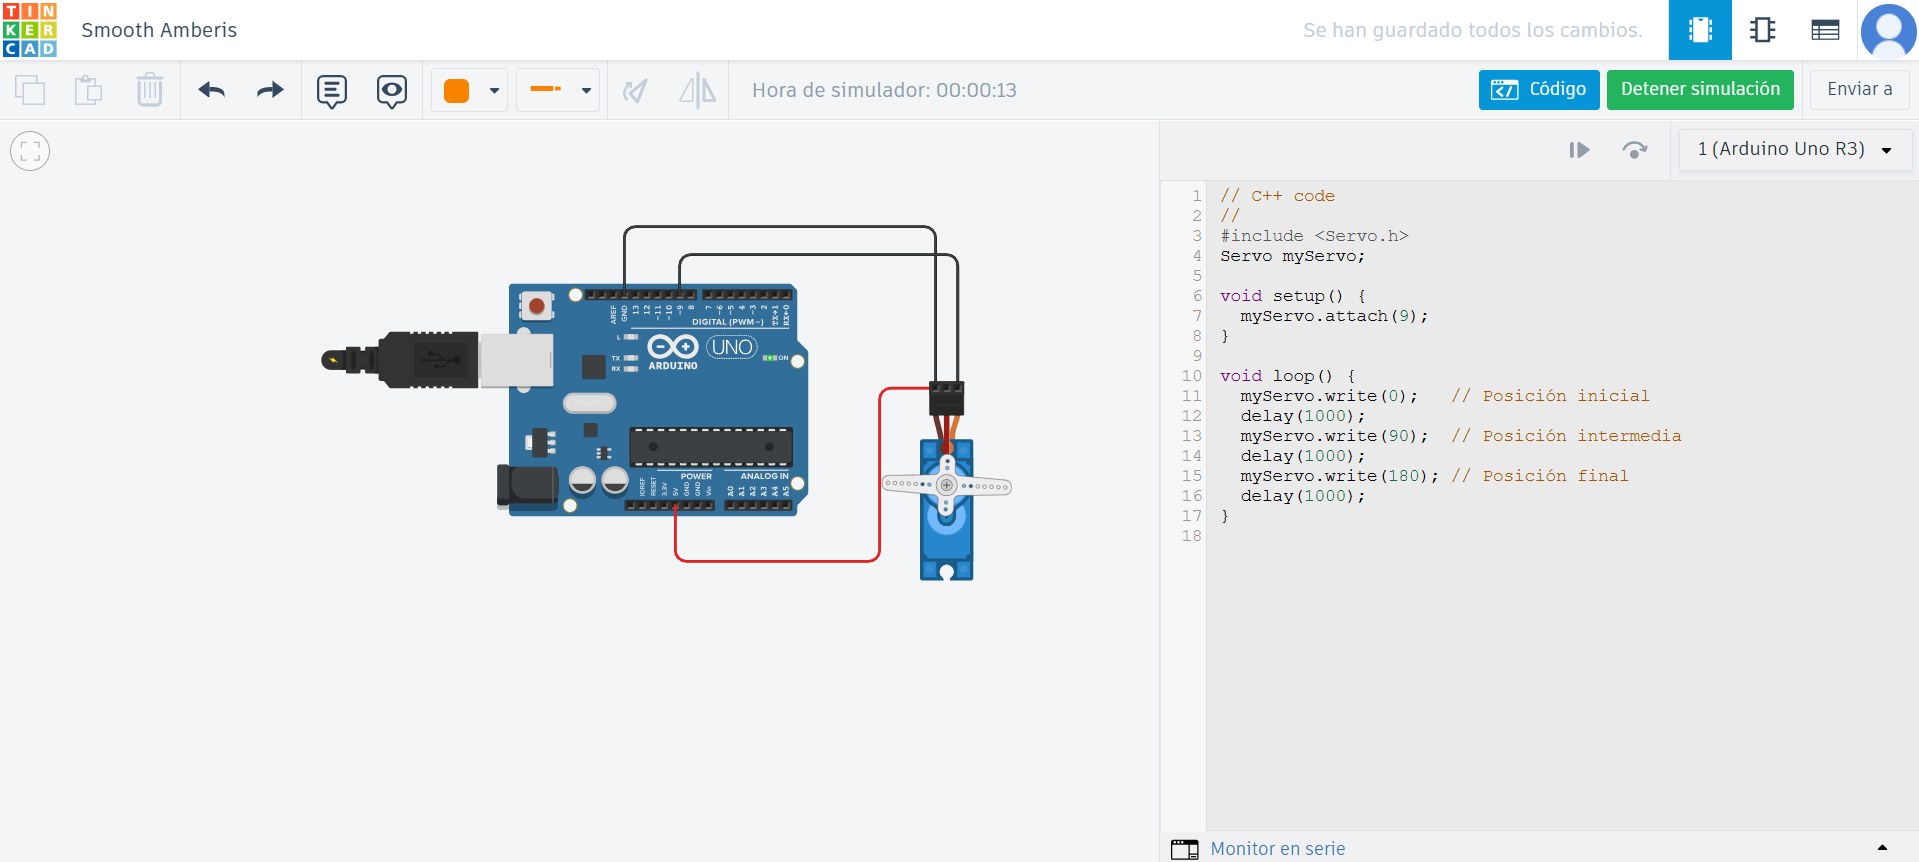 TINKERCAD
Smooth Amberis
Se han guardado todos los cambios.
Hora de simulador: 00:00:13
Código
Detener simulación
Enviar a
1 (Arduino Uno R3)
AREF
GND
13
12
~11
~10
~9
8
7
~6
~5
4
~3
2
TX→1
RX←0
DIGITAL (PWM~)
L
TX
RX
UNO
ARDUINO
ON
POWER
ANALOG IN
IOREF
RESET
3.3V
5V
GND
GND
Vin
A0
A1
A2
A3
A4
A5
1 // C++ code
2 //
3 #include <Servo.h>
4 Servo myServo;
5
6 void setup() {
7   myServo.attach(9);
8 }
9
10 void loop() {
11   myServo.write(0);   // Posición inicial
12   delay(1000);
13   myServo.write(90);  // Posición intermedia
14   delay(1000);
15   myServo.write(180); // Posición final
16   delay(1000);
17 }
18
Monitor en serie